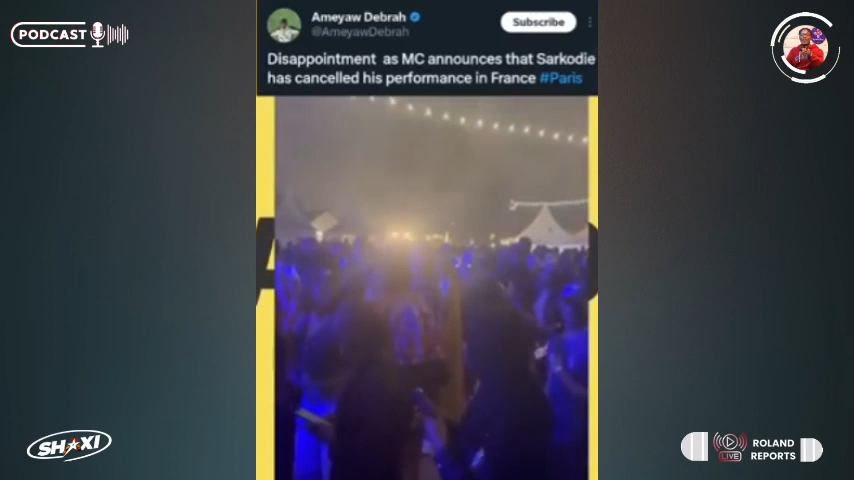 PODCAST
Ameyaw Debrah
@AmeyawDebrah
Subscribe
Disappointment as MC announces that Sarkodie
has cancelled his performance in France #Paris
SHAXI
LIVE
ROLAND
REPORTS